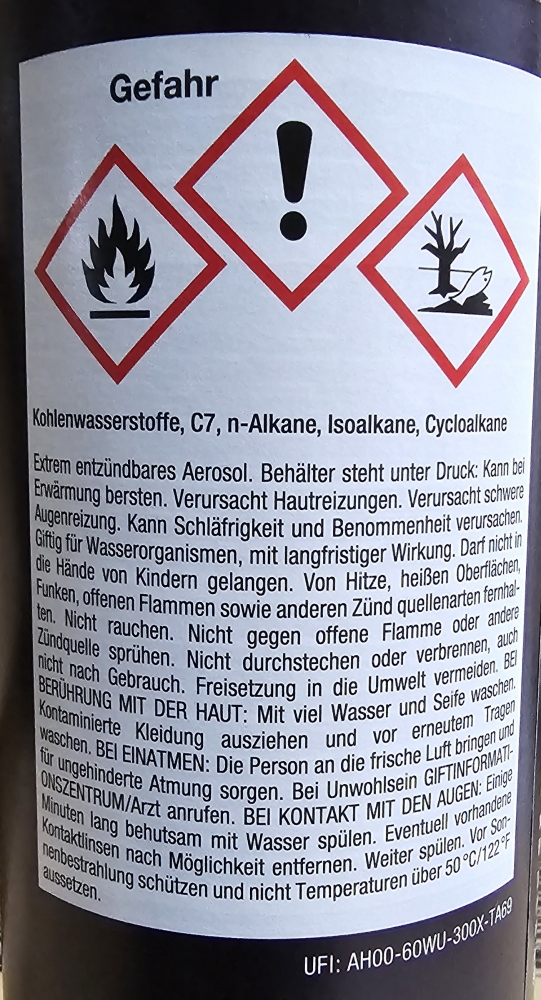 Gefahr
Kohlenwasserstoffe, C7, n-Alkane, Isoalkane, Cycloalkane
Extrem entzündbares Aerosol. Behälter steht unter Druck: Kann bei
Erwärmung bersten. Verursacht Hautreizungen. Verursacht schwere
Augenreizung. Kann Schläfrigkeit und Benommenheit verursachen.
Giftig für Wasserorganismen, mit langfristiger Wirkung. Darf nicht in
die Hände von Kindern gelangen. Von Hitze, heißen Oberflächen,
Funken, offenen Flammen sowie anderen Zünd quellenarten fernhal-
ten. Nicht rauchen. Nicht gegen offene Flamme oder andere
Zündquelle sprühen. Nicht durchstechen oder verbrennen, auch
nicht nach Gebrauch. Freisetzung in die Umwelt vermeiden. BEI
BERÜHRUNG MIT DER HAUT: Mit viel Wasser und Seife waschen.
Kontaminierte Kleidung ausziehen und vor erneutem Tragen
waschen. BEI EINATMEN: Die Person an die frische Luft bringen und
für ungehinderte Atmung sorgen. Bei Unwohlsein GIFTINFORMATI-
ONSZENTRUM/Arzt anrufen. BEI KONTAKT MIT DEN AUGEN: Einige
Minuten lang behutsam mit Wasser spülen. Eventuell vorhandene
Kontaktlinsen nach Möglichkeit entfernen. Weiter spülen. Vor Son-
nenbestrahlung schützen und nicht Temperaturen über 50 °C/122 °F
aussetzen.
UFI: AH00-60WU-300X-TA69